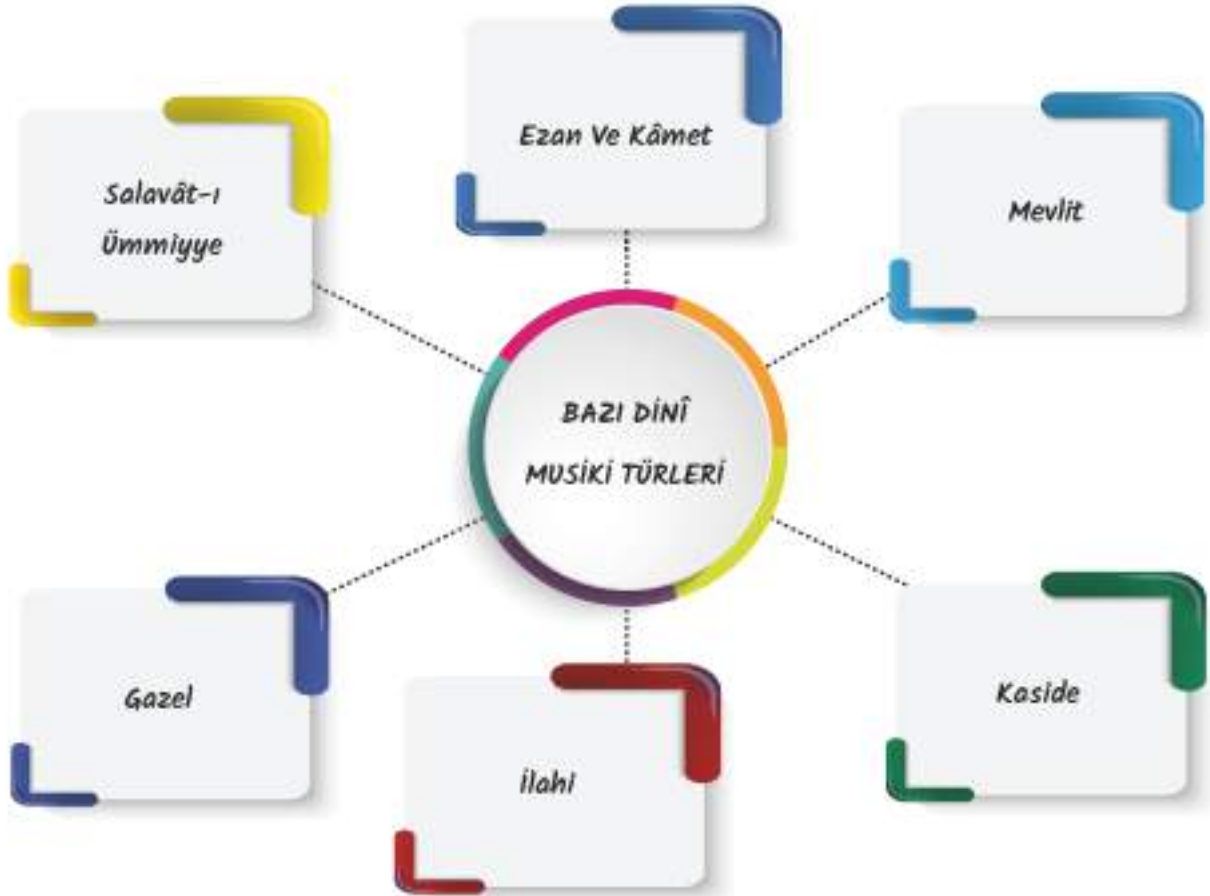 Ezan Ve Kâmet
Salavât-ı
Ümmiyye
Mevlit
BAZI DİNÎ
MUSİKİ TÜRLERİ
Gazel
İlahi
Kaside